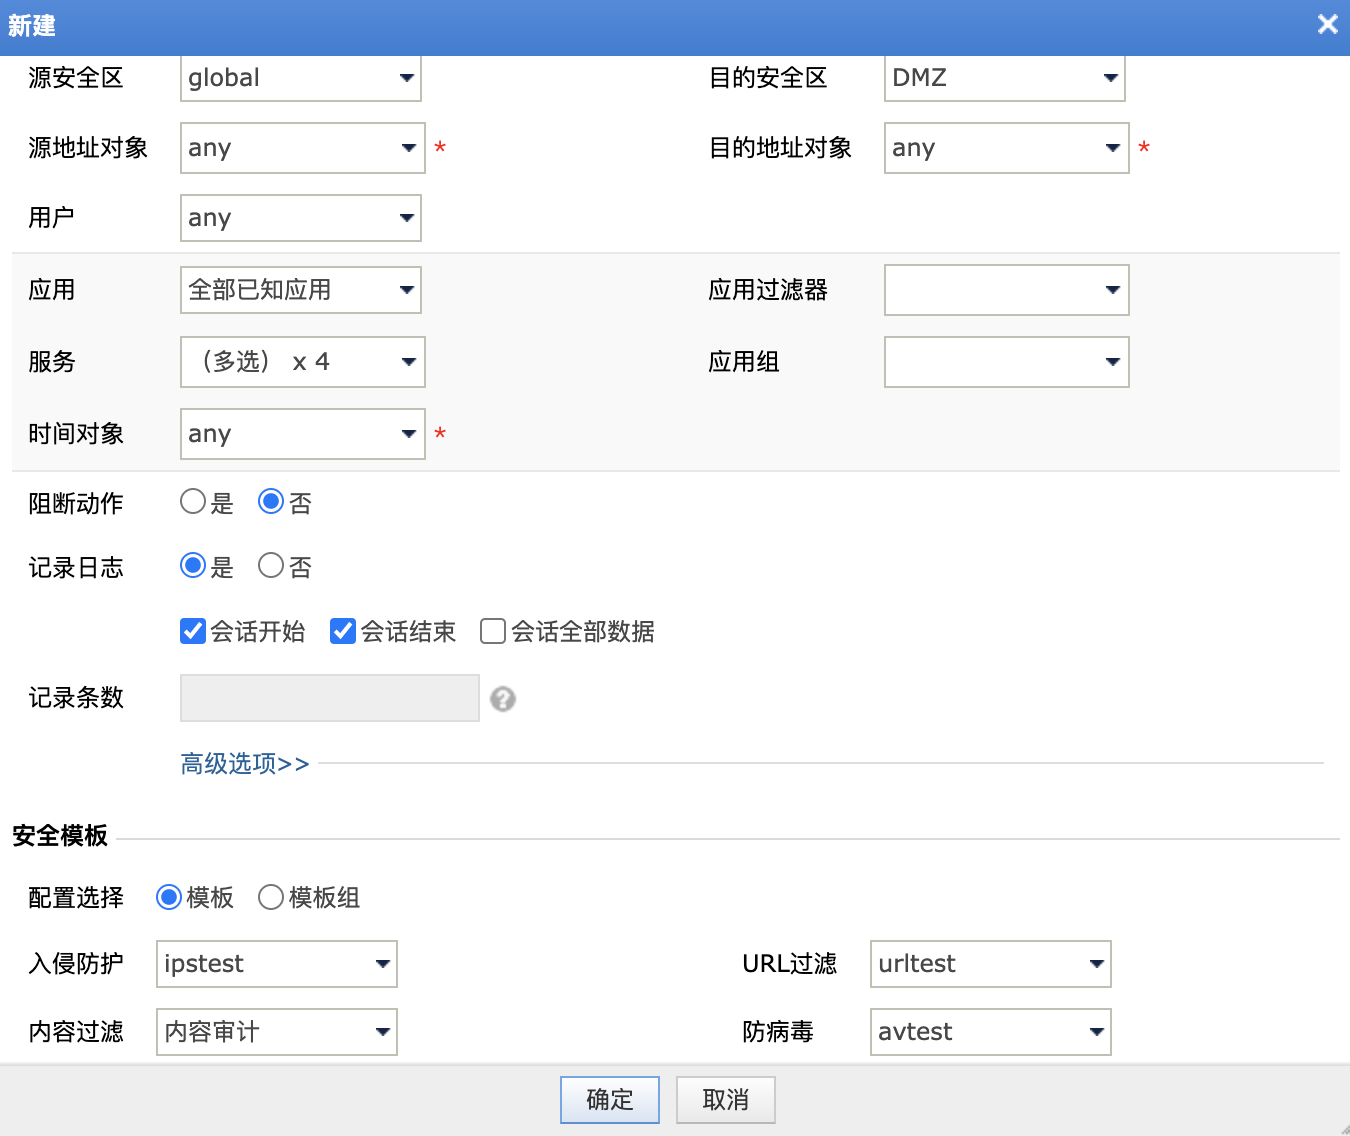 新建
源安全区 global 目的安全区 DMZ
源地址对象 any * 目的地址对象 any *
用户 any
应用 全部已知应用 应用过滤器
服务 （多选） x 4 应用组
时间对象 any *
阻断动作 是 否
记录日志 是 否
会话开始 会话结束 会话全部数据
记录条数 ?
高级选项>>
安全模板
配置选择 模板 模板组
入侵防护 ipstest URL过滤 urltest
内容过滤 内容审计 防病毒 avtest
确定 取消